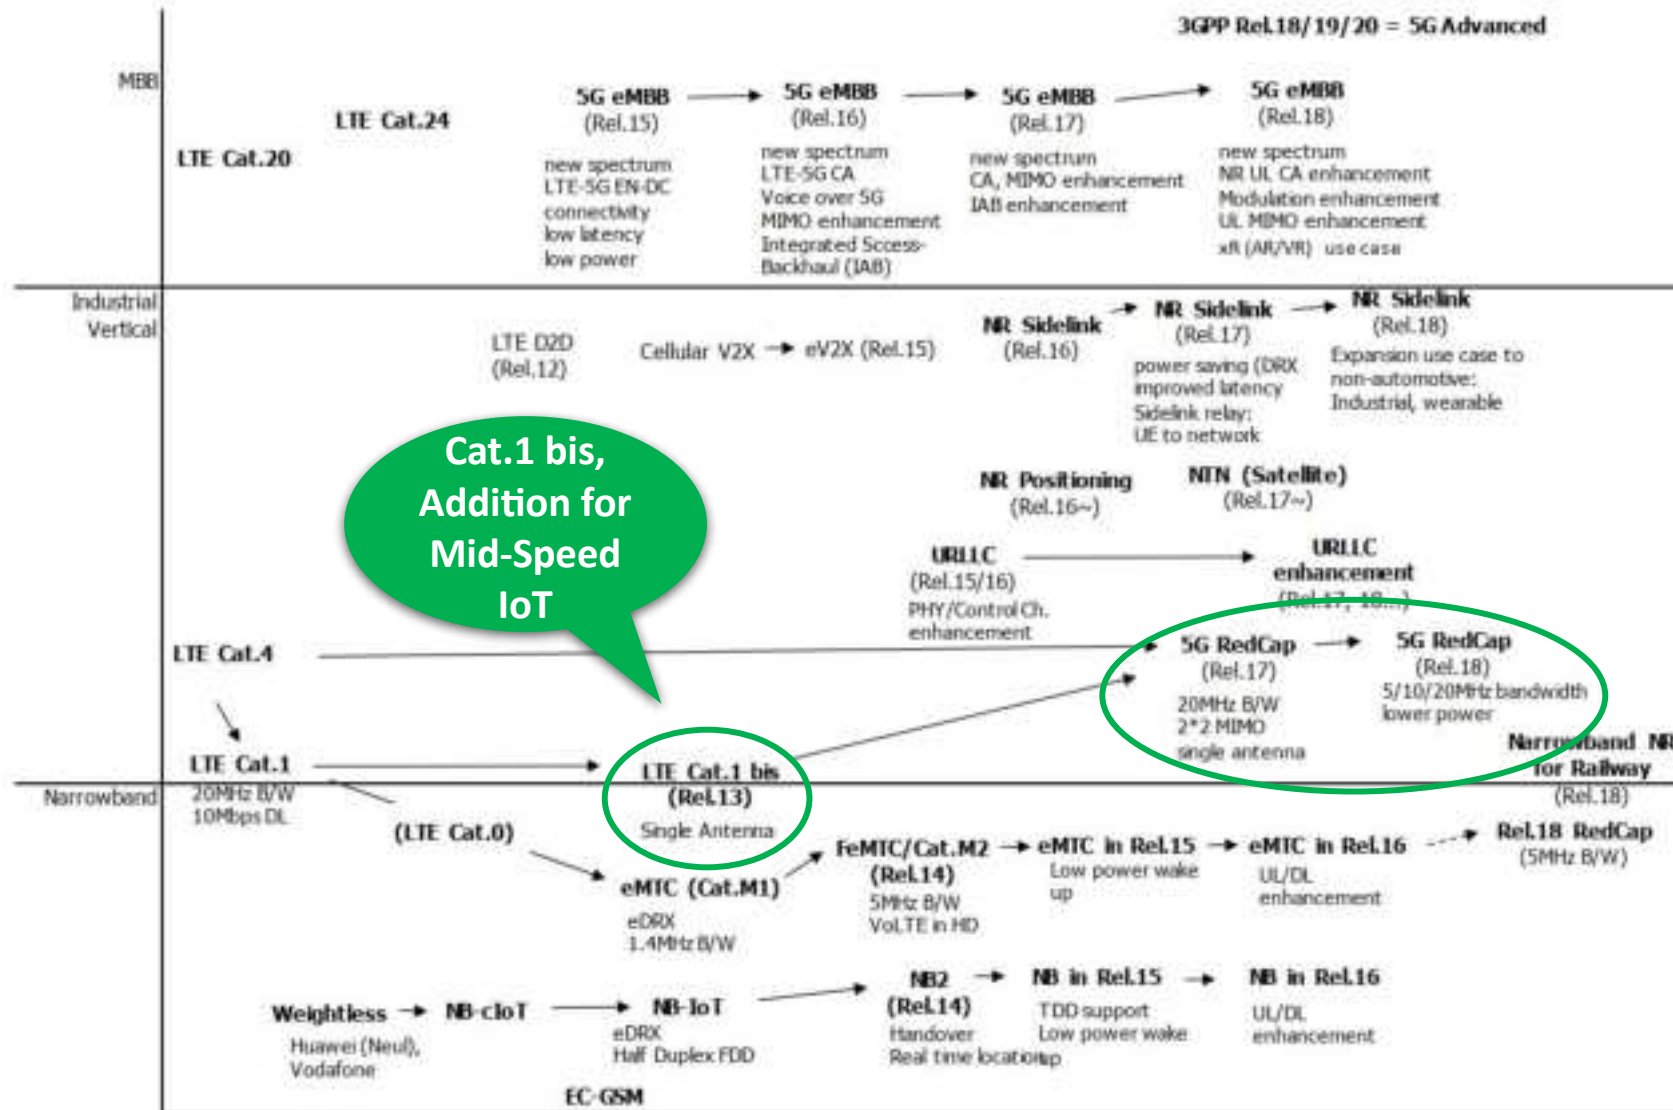 3GPP Rel.18/19/20 = 5G Advanced
MBB
LTE Cat.20
LTE Cat.24
5G eMBB
(Rel.15)
new spectrum
LTE-5G EN-DC
connectivity
low latency
low power
5G eMBB
(Rel.16)
new spectrum
LTE-5G CA
Voice over 5G
MIMO enhancement
Integrated Sccess-
Backhaul (IAB)
5G eMBB
(Rel.17)
new spectrum
CA, MIMO enhancement
IAB enhancement
5G eMBB
(Rel.18)
new spectrum
NR UL CA enhancement
Modulation enhancement
UL MIMO enhancement
xR (AR/VR) use case
Industrial
Vertical
LTE D2D
(Rel.12)
Cellular V2X
eV2X (Rel.15)
NR Sidelink
(Rel.16)
NR Sidelink
(Rel.17)
power saving (DRX
improved latency
Sidelink relay:
UE to network
NR Sidelink
(Rel.18)
Expansion use case to
non-automotive:
Industrial, wearable
Cat.1 bis,
Addition for
Mid-Speed
IoT
NR Positioning
(Rel.16~)
NTN (Satellite)
(Rel.17~)
URLLC
(Rel.15/16)
PHY/Control Ch.
enhancement
URLLC
enhancement
(Rel.17, 18...)
LTE Cat.4
5G RedCap
(Rel.17)
20MHz B/W
2*2 MIMO
single antenna
5G RedCap
(Rel.18)
5/10/20MHz bandwidth
lower power
LTE Cat.1
20MHz B/W
10Mbps DL
LTE Cat.1 bis
(Rel.13)
Single Antenna
Narrowband NR
for Railway
(Rel.18)
Narrowband
(LTE Cat.0)
eMTC (Cat.M1)
eDRX
1.4MHz B/W
FeMTC/Cat.M2
(Rel.14)
5MHz B/W
VoLTE in HD
eMTC in Rel.15
Low power wake
up
eMTC in Rel.16
UL/DL
enhancement
Rel.18 RedCap
(5MHz B/W)
Weightless
Huawei (Neul),
Vodafone
NB-cIoT
NB-IoT
eDRX
Half Duplex FDD
NB2
(Rel.14)
Handover
Real time location
NB in Rel.15
TDD support
Low power wake
up
NB in Rel.16
UL/DL
enhancement
EC-GSM